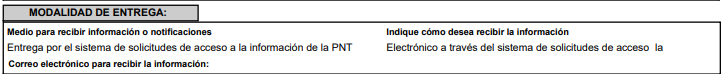 MODALIDAD DE ENTREGA:
Medio para recibir información o notificaciones
Indique cómo desea recibir la información
Entrega por el sistema de solicitudes de acceso a la información de la PNT
Electrónico a través del sistema de solicitudes de acceso la
Correo electrónico para recibir la información: